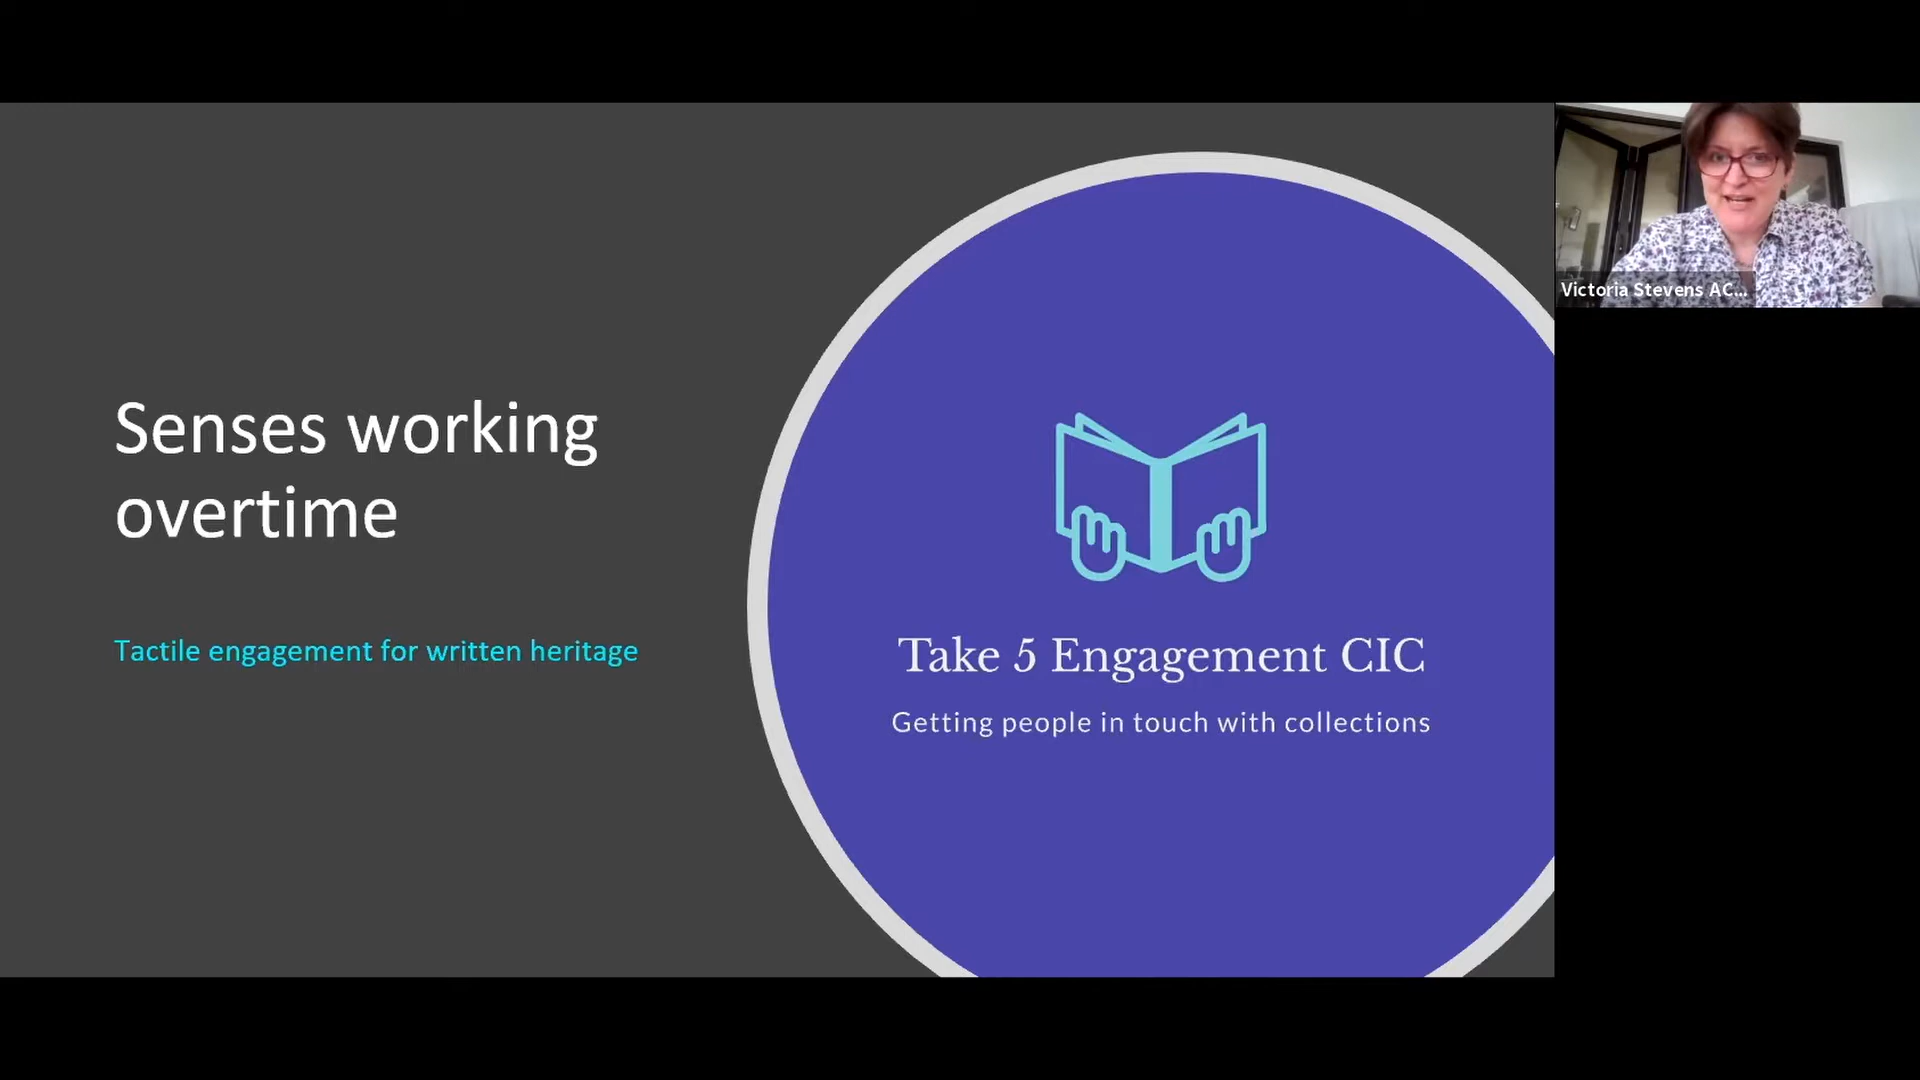 Senses working
overtime
Tactile engagement for written heritage
Take 5 Engagement CIC
Getting people in touch with collections
Victoria Stevens AC...